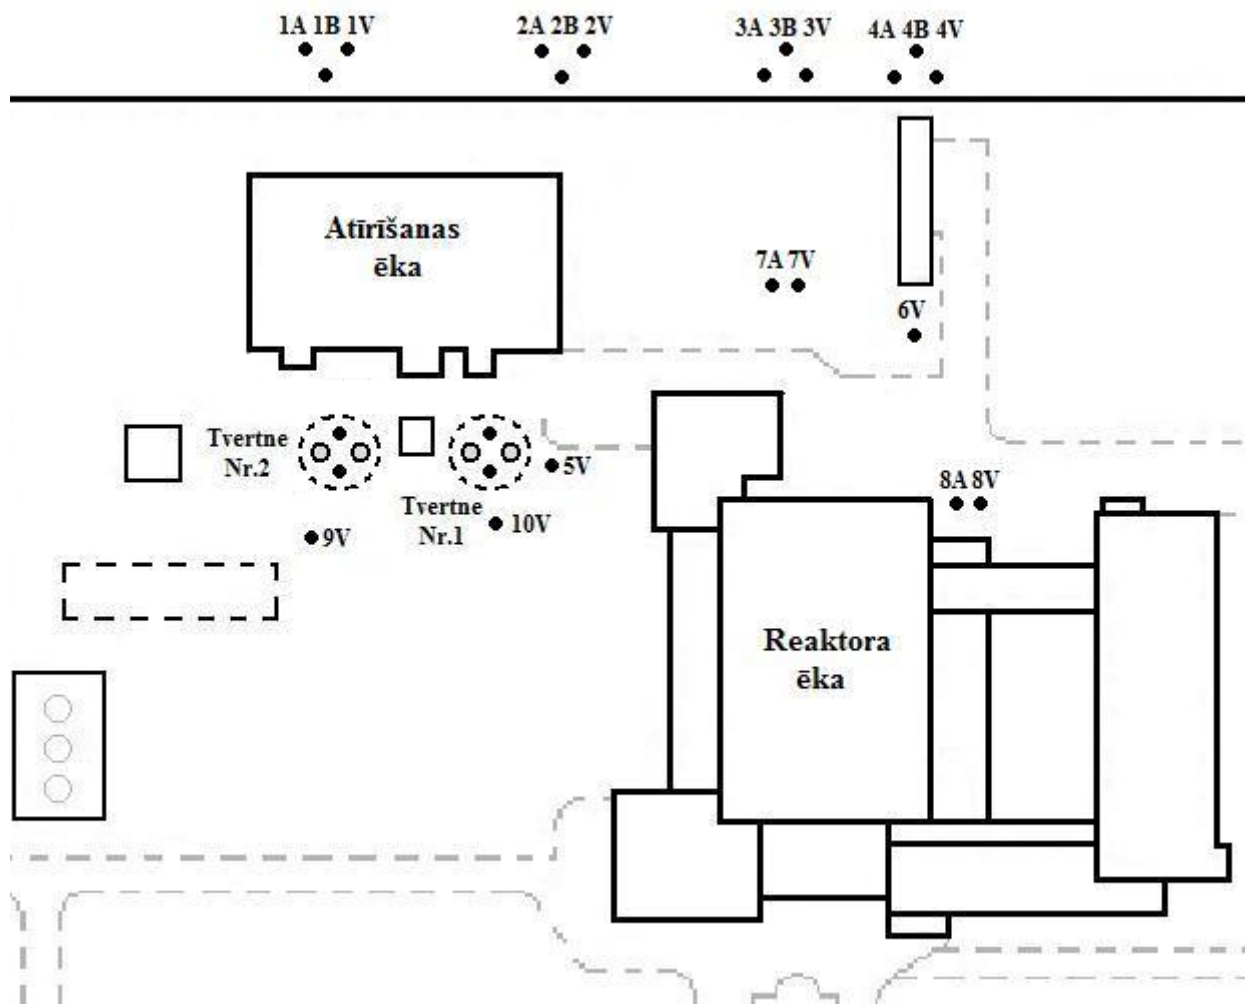 1A 1B 1V
2A 2B 2V
3A 3B 3V
4A 4B 4V
Atīrīšanas
ēka
7A 7V
6V
Tvertne
Nr.2
5V
Tvertne
Nr.1
10V
9V
8A 8V
Reaktora
ēka